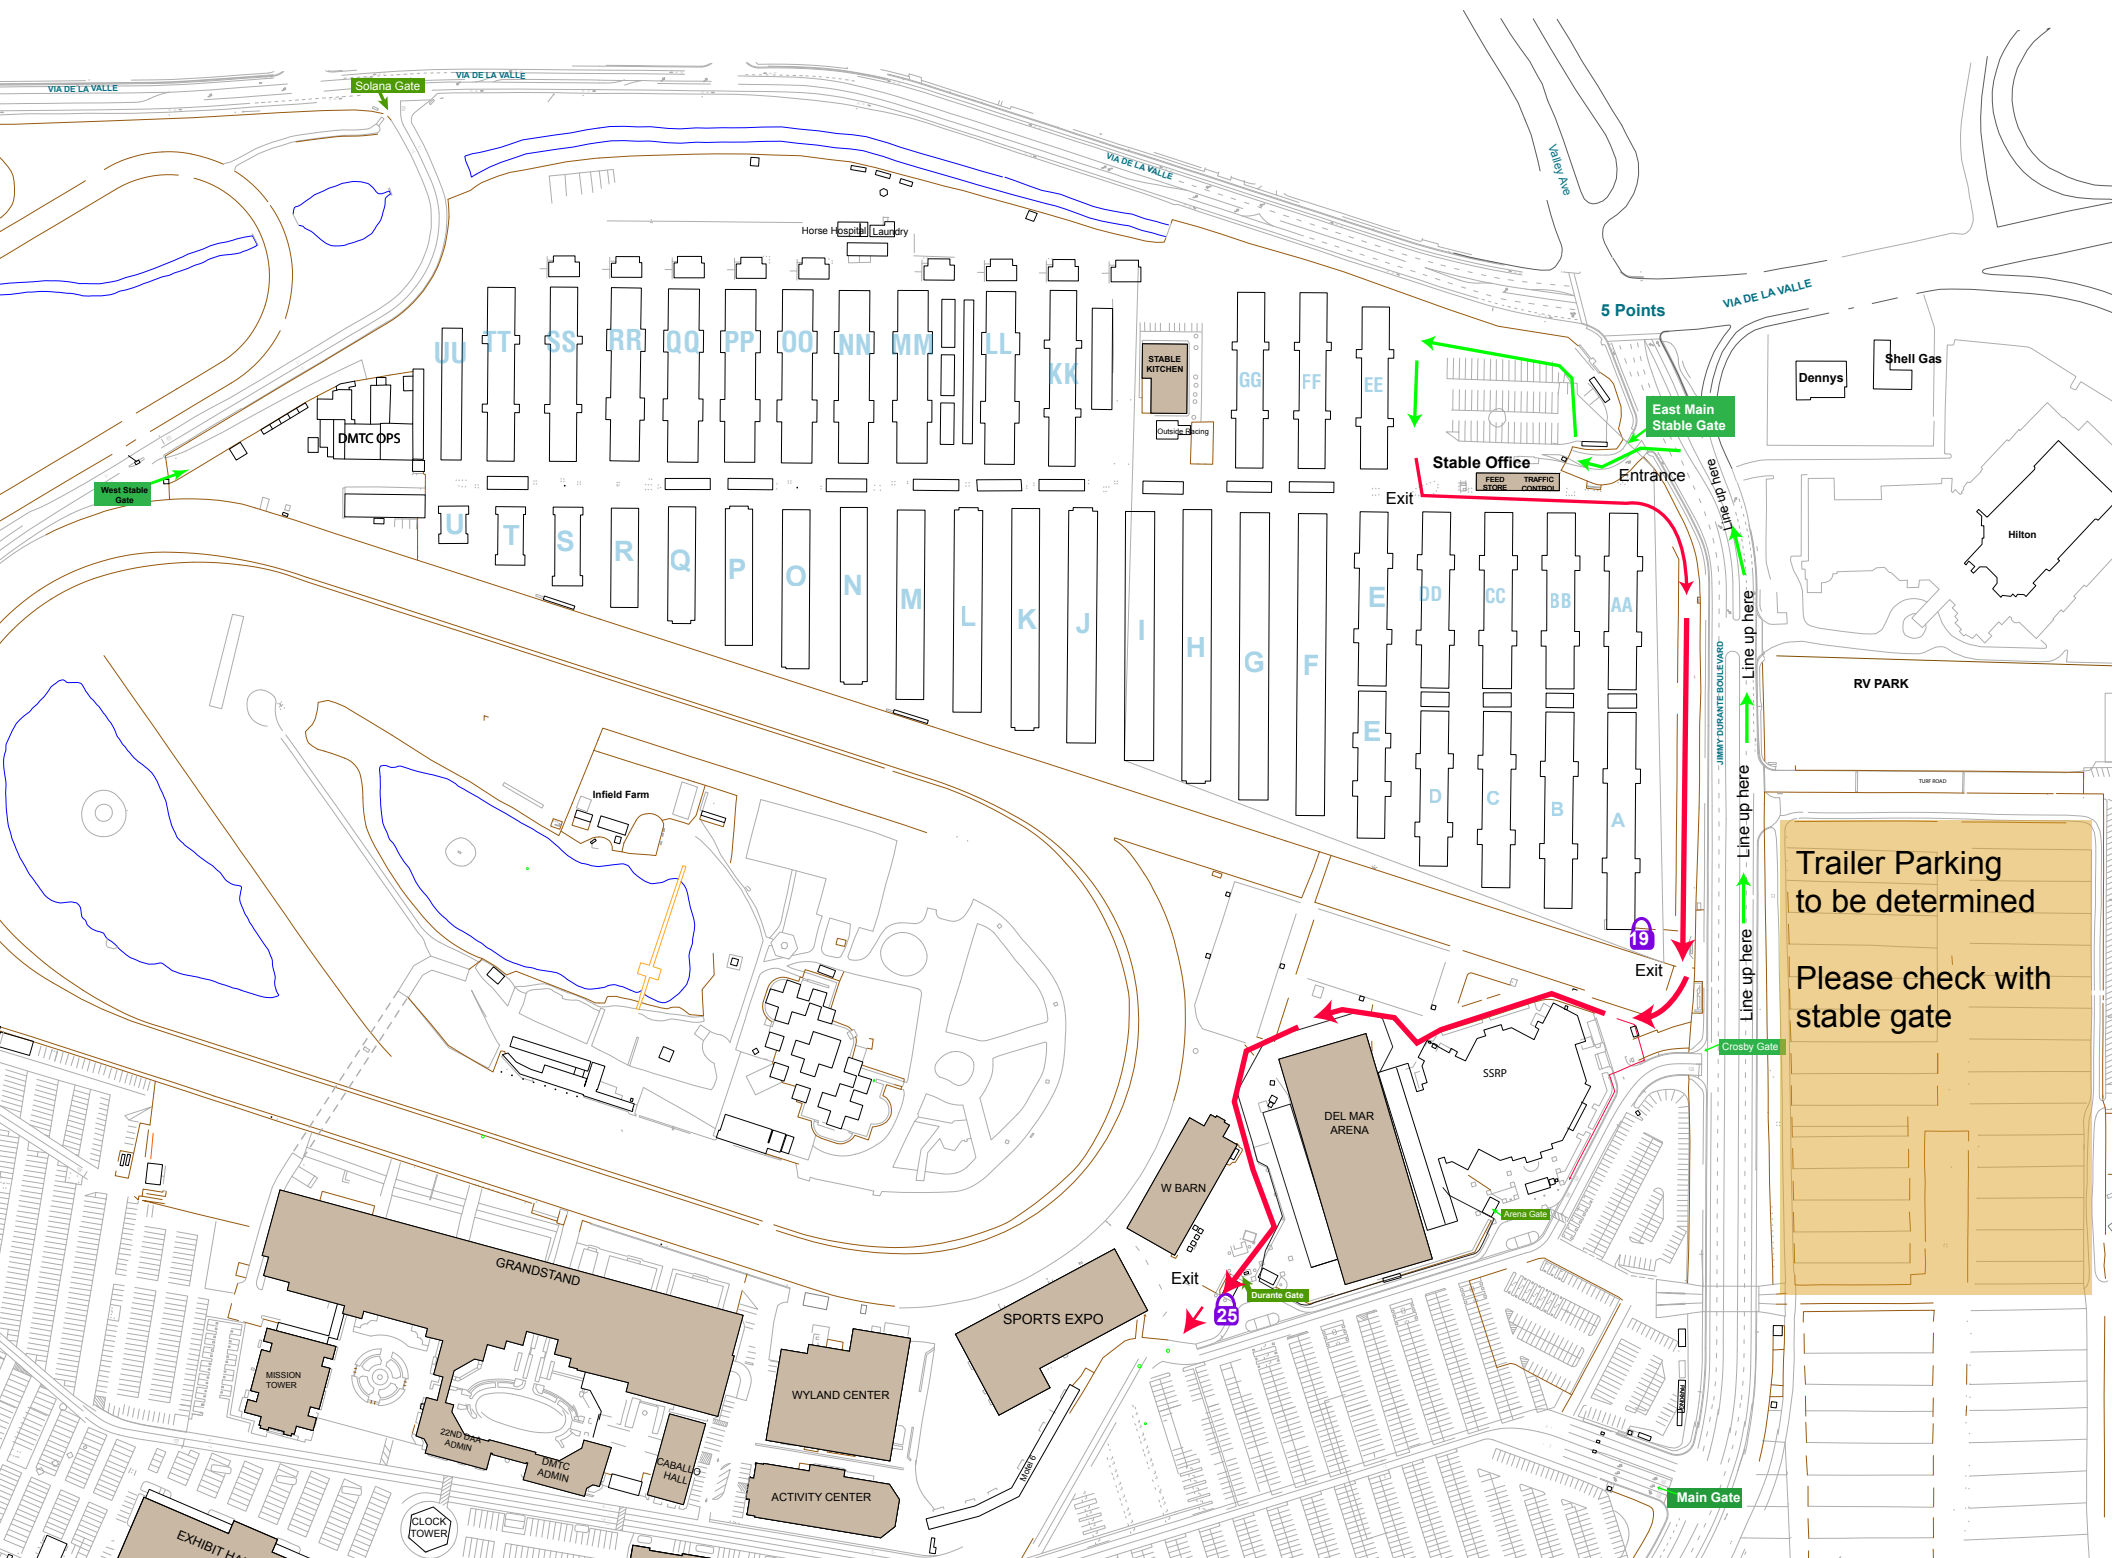 VIA DE LA VALLE
Solana Gate
VIA DE LA VALLE
VIA DE LA VALLE
Valley Ave
5 Points
VIA DE LA VALLE
Horse Hospital
Laundry
UU
TT
SS
RR
QQ
PP
OO
NN
MM
LL
KK
STABLE
KITCHEN
Outside Racing
GG
FF
EE
Dennys
Shell Gas
East Main
Stable Gate
DMTC OPS
West Stable
Gate
Stable Office
FEED
STORE
TRAFFIC
CONTROL
Entrance
Exit
Line up here
Hilton
U
T
S
R
Q
P
O
N
M
L
K
J
I
H
G
F
E
DD
CC
BB
AA
Line up here
JIMMY DURANTE BOULEVARD
RV PARK
E
D
C
B
A
TURF ROAD
Line up here
Infield Farm
Trailer Parking
to be determined
Please check with
stable gate
19
Exit
Line up here
Crosby Gate
SSRP
DEL MAR
ARENA
W BARN
Arena Gate
Exit
Durante Gate
25
GRANDSTAND
SPORTS EXPO
MISSION
TOWER
WYLAND CENTER
22ND DAA
ADMIN
DMTC
ADMIN
CABALLO
HALL
ACTIVITY CENTER
Motel 6
Main Gate
CLOCK
TOWER